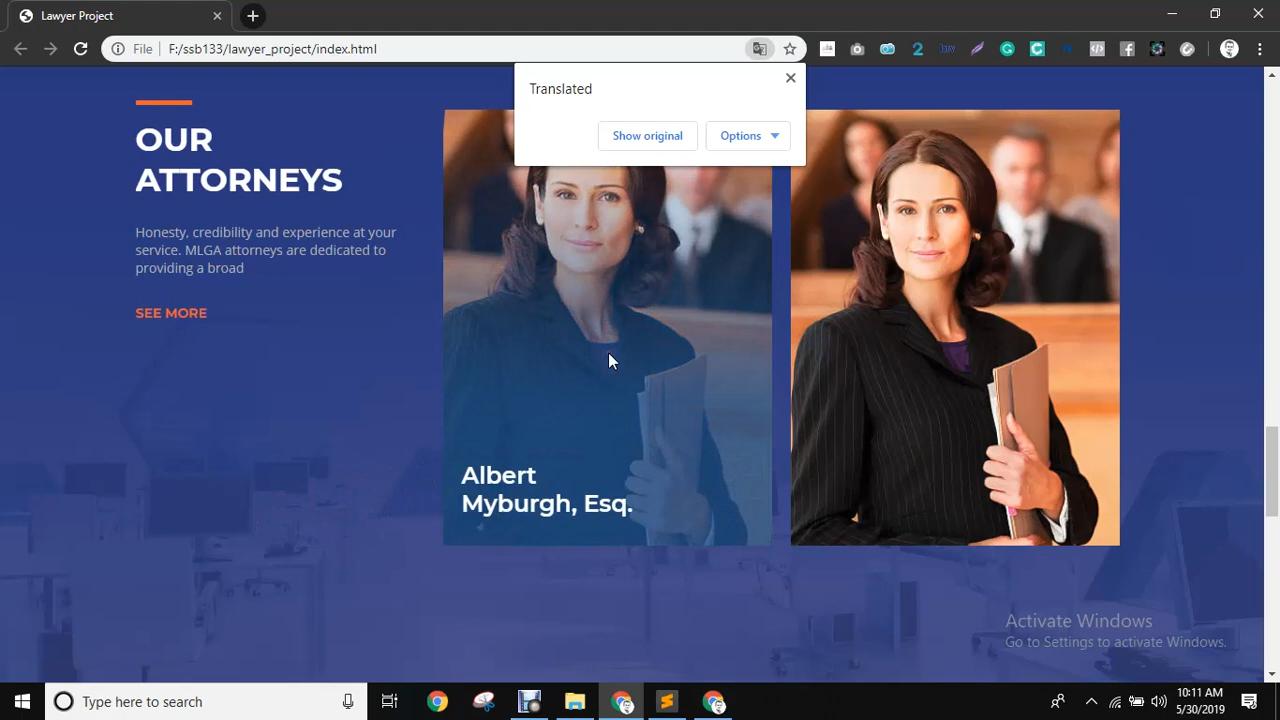 Lawyer Project
File
F:/ssb133/lawyer_project/index.html
Translated
Show original
Options
OUR
ATTORNEYS
Honesty, credibility and experience at your
service. MLGA attorneys are dedicated to
providing a broad
SEE MORE
Albert
Myburgh, Esq.
Activate Windows
Go to Settings to activate Windows.
Type here to search
10:11 AM
5/30/2019